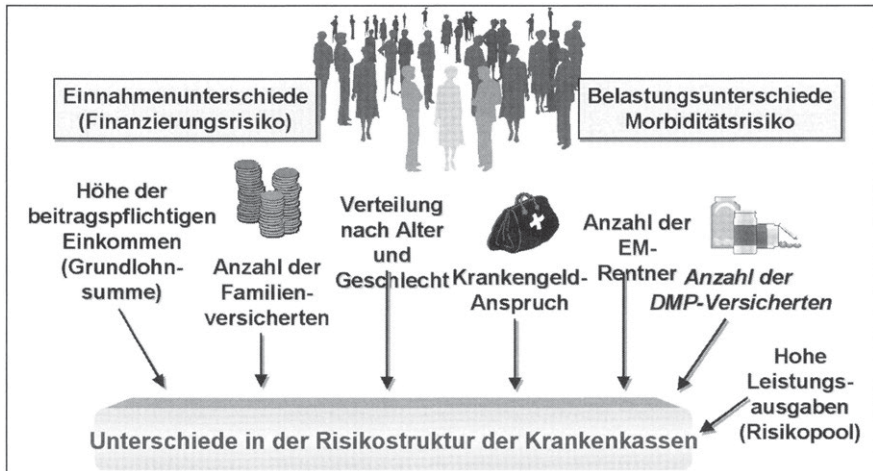 Einnahmenunterschiede
(Finanzierungsrisiko)
Belastungsunterschiede
Morbiditätsrisiko
Höhe der
beitragspflichtigen
Einkommen
(Grundlohn-
summe)
Anzahl der
Familien-
versicherten
Verteilung
nach Alter
und
Geschlecht
Krankengeld-
Anspruch
Anzahl der
EM-
Rentner
Anzahl der
DMP-Versicherten
Hohe
Leistungs-
ausgaben
(Risikopool)
Unterschiede in der Risikostruktur der Krankenkassen